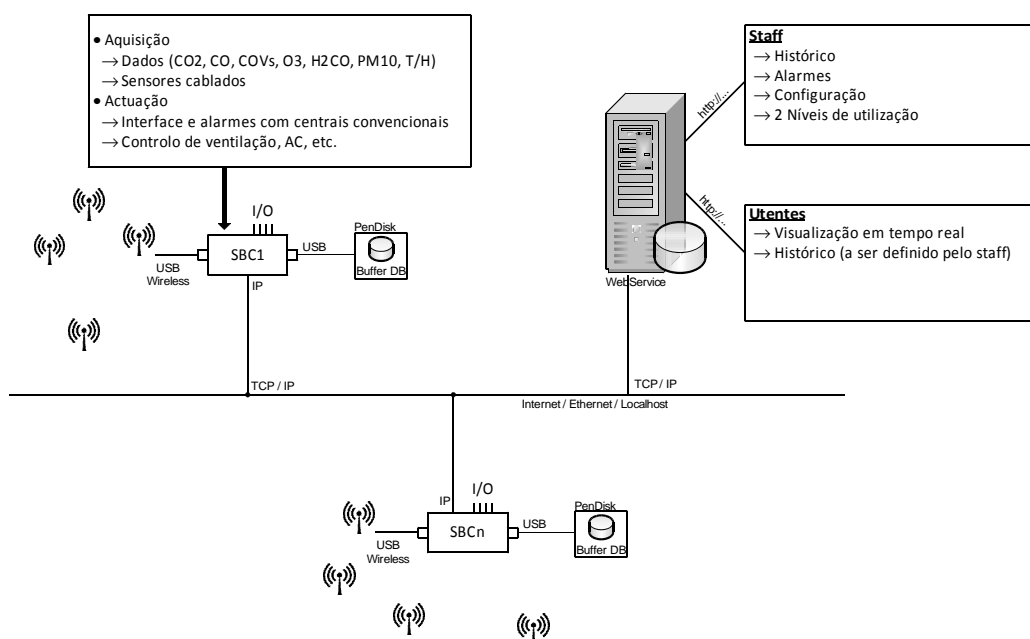 • Aquisição
→ Dados (CO2, CO, COVs, O3, H2CO, PM10, T/H)
→ Sensores cablados
• Actuação
→ Interface e alarmes com centrais convencionais
→ Controlo de ventilação, AC, etc.
Staff
→ Histórico
→ Alarmes
→ Configuração
→ 2 Níveis de utilização
http://...
http://...
Utentes
→ Visualização em tempo real
→ Histórico (a ser definido pelo staff)
WebService
I/O
SBC1
USB
PenDisk
Buffer DB
USB
Wireless
IP
TCP / IP
TCP / IP
Internet / Ethernet / Localhost
IP
I/O
SBCn
USB
PenDisk
Buffer DB
USB
Wireless